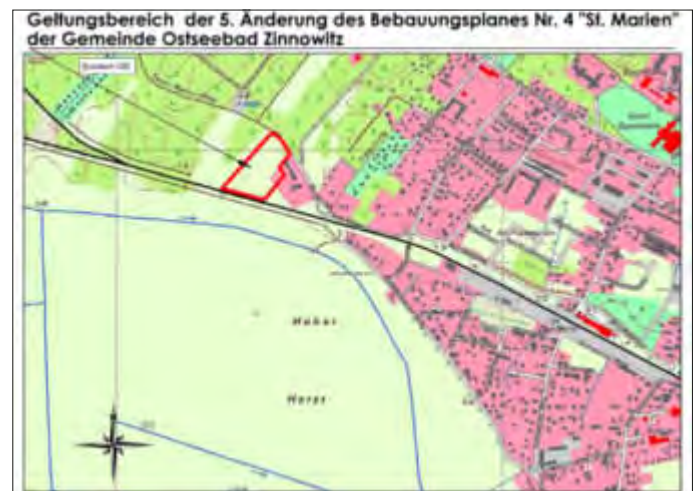 Geltungsbereich der 5. Änderung des Bebauungsplanes Nr. 4 "St. Marien"
der Gemeinde Ostseebad Zinnowitz
Hoher
Horst